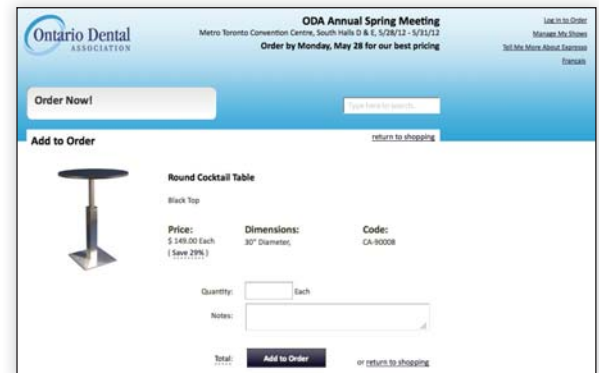 Ontario Dental
ASSOCIATION
ODA Annual Spring Meeting
Metro Toronto Convention Centre, South Halls D & E, 5/28/12 - 5/31/12
Order by Monday, May 28 for our best pricing
Log In to Order
Manage My Shows
Tell Me More About Expresso
Français
Order Now!
Type here to search.
Add to Order
return to shopping
Round Cocktail Table
Black Top
Price: Dimensions: Code:
$ 149.00 Each 30" Diameter, CA-90008
( Save 29% )
Quantity: Each
Notes:
Total: Add to Order or return to shopping